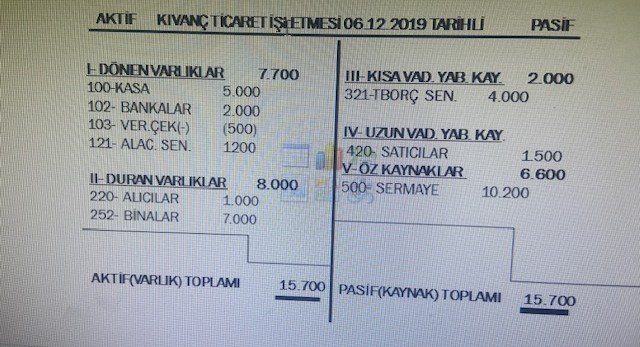 AKTİF KIVANÇ TİCARET İŞLETMESİ 06.12.2019 TARİHLİ PASİF
I- DÖNEN VARLIKLAR 7.700
100-KASA 5.000
102- BANKALAR 2.000
103- VER.ÇEK(-) (500)
121- ALAC. SEN. 1200
II- DURAN VARLIKLAR 8.000
220- ALICILAR 1.000
252- BİNALAR 7.000
AKTİF(VARLIK) TOPLAMI 15.700
III- KISA VAD. YAB. KAY. 2.000
321-TBORÇ SEN. 4.000
IV- UZUN VAD. YAB. KAY.
420- SATICILAR 1.500
V- ÖZ KAYNAKLAR 6.600
500- SERMAYE 10.200
PASİF(KAYNAK) TOPLAMI 15.700